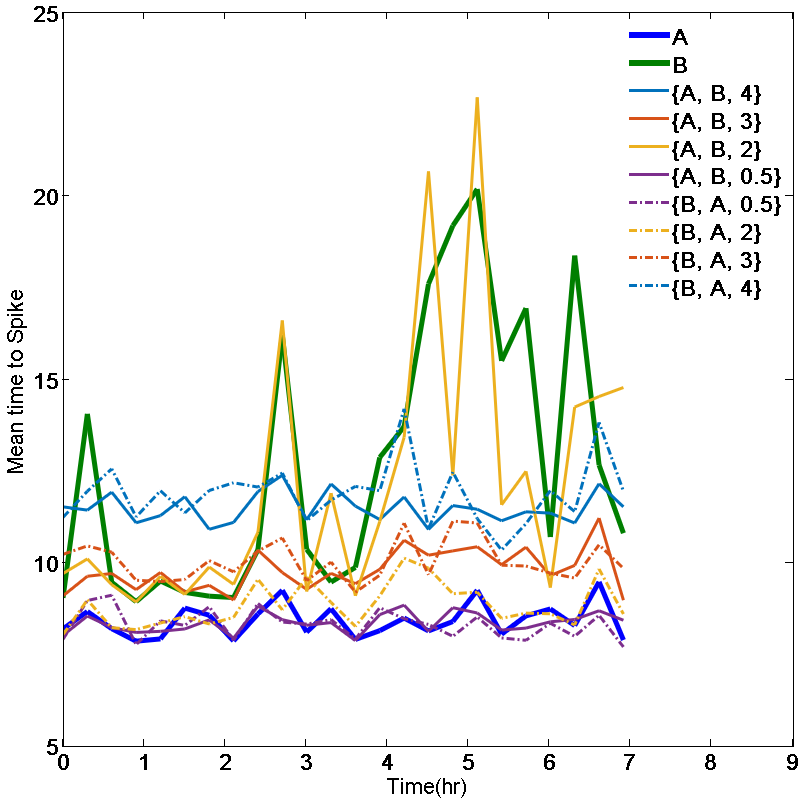 25
20
15
10
5
Mean time to Spike
A
B
{A, B, 4}
{A, B, 3}
{A, B, 2}
{A, B, 0.5}
{B, A, 0.5}
{B, A, 2}
{B, A, 3}
{B, A, 4}
0 1 2 3 4 5 6 7 8 9
Time(hr)